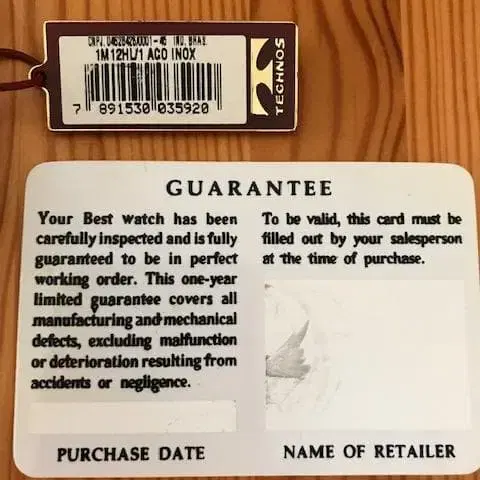 IND. BRAS.
1M12HU/1 ACO INOX
7 891530 035920
TECHNOS
GUARANTEE
Your Best watch has been
carefully inspected and is fully
guaranteed to be in perfect
working order. This one-year
limited guarantee covers all
manufacturing and mechanical
defects, excluding malfunction
or deterioration resulting from
accidents or negligence.
To be valid, this card must be
filled out by your salesperson
at the time of purchase.
PURCHASE DATE
NAME OF RETAILER